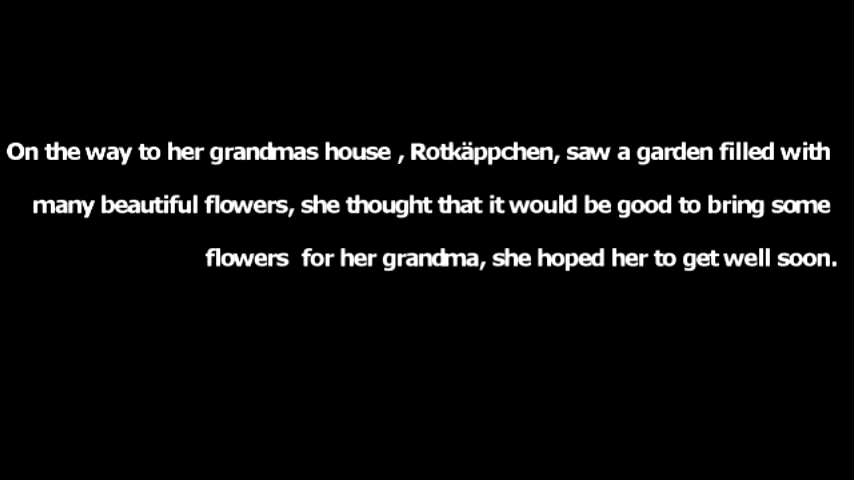 On the way to her grandmas house , Rotkäppchen, saw a garden filled with
many beautiful flowers, she thought that it would be good to bring some
flowers  for her grandma, she hoped her to get well soon.